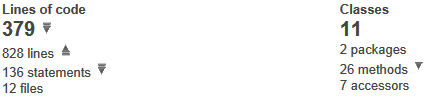 Lines of code
379
828 lines
136 statements
12 files
Classes
11
2 packages
26 methods
7 accessors